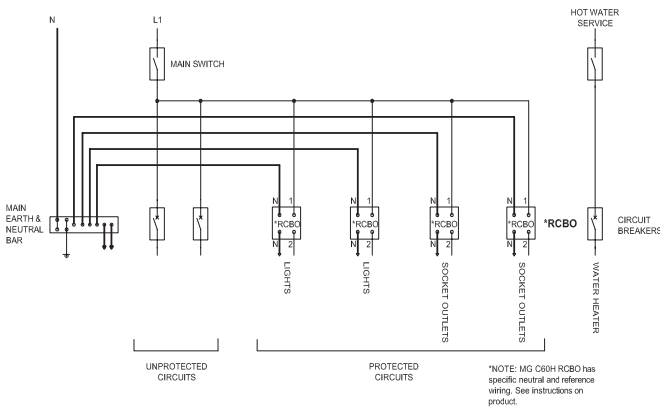 HOT WATER
SERVICE
N
L1
MAIN SWITCH
N 1
N 1
N 1
N 1
MAIN
EARTH &
NEUTRAL
BAR
*RCBO
*RCBO
*RCBO
*RCBO
*RCBO
CIRCUIT
BREAKERS
N 2
N 2
N 2
N 2
LIGHTS
LIGHTS
SOCKET OUTLETS
SOCKET OUTLETS
WATER HEATER
UNPROTECTED
CIRCUITS
PROTECTED
CIRCUITS
*NOTE: MG C60H RCBO has
specific neutral and reference
wiring. See instructions on
product.